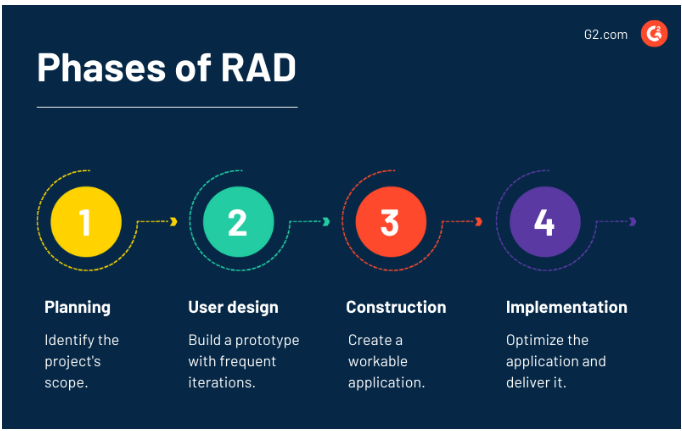 G2.com
Phases of RAD
1
2
3
4
Planning
Identify the
project's
scope.
User design
Build a prototype
with frequent
iterations.
Construction
Create a
workable
application.
Implementation
Optimize the
application and
deliver it.